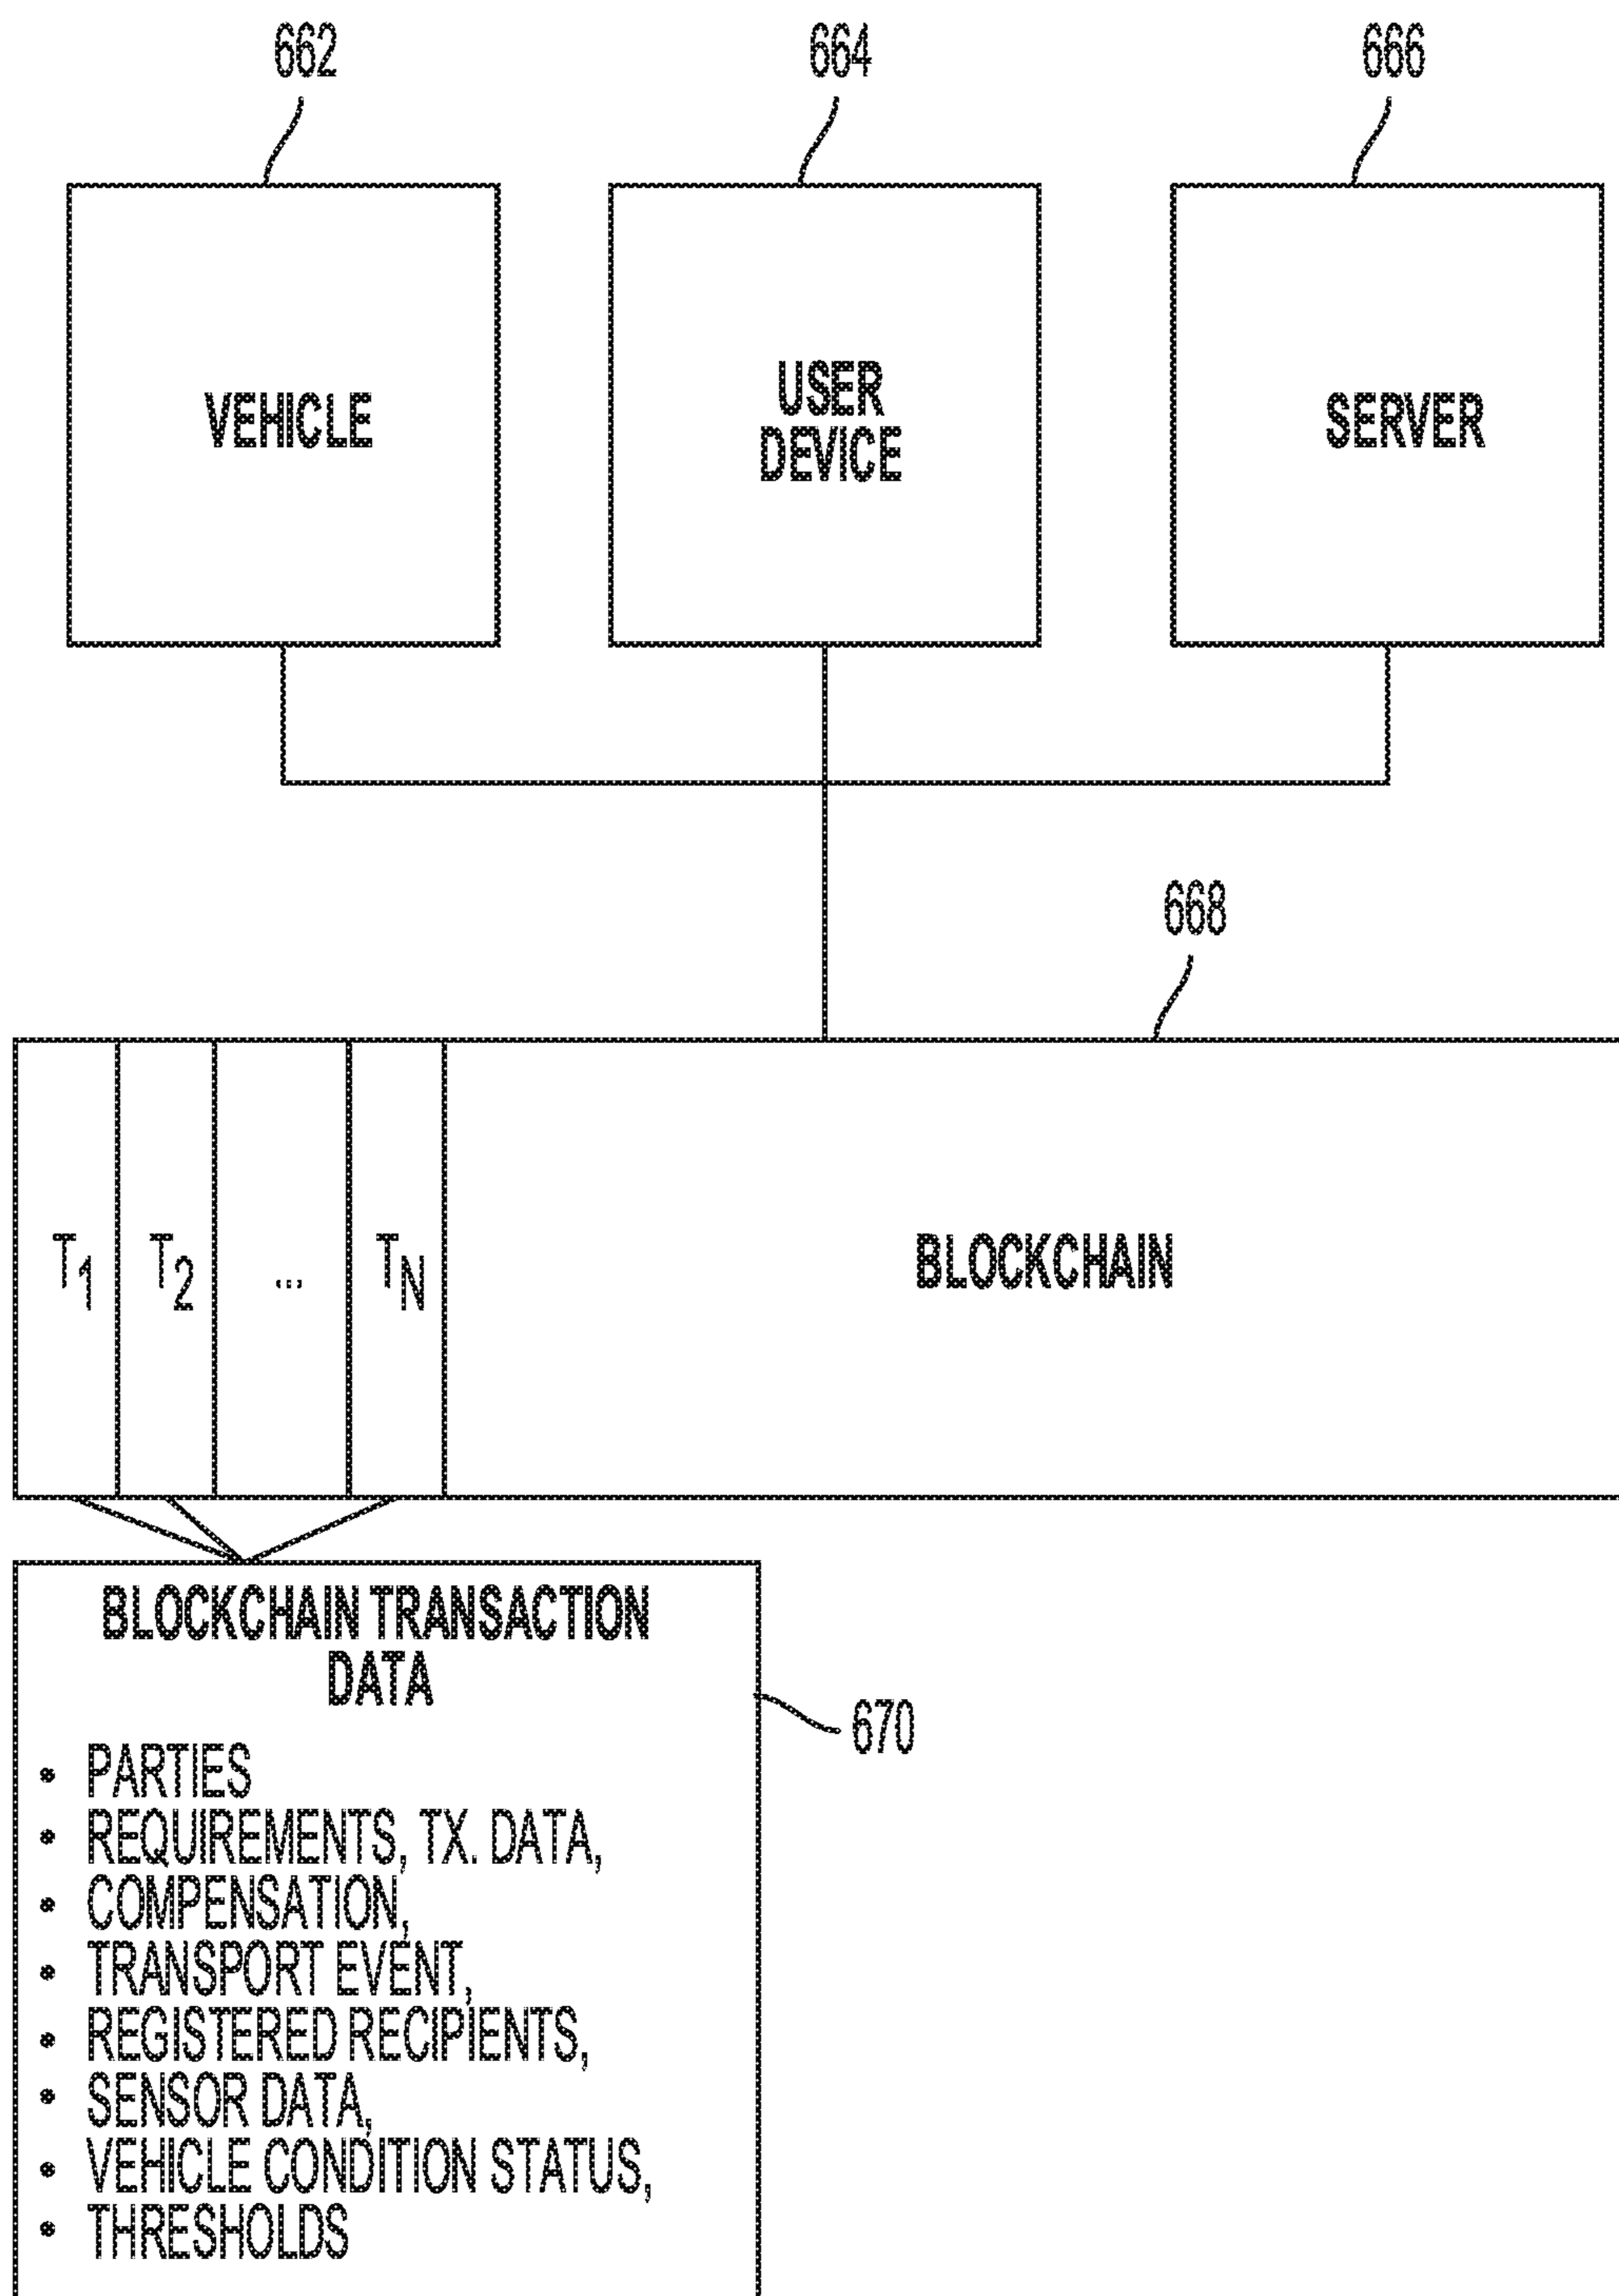 662
664
666
VEHICLE
USER
DEVICE
SERVER
668
T1
T2
...
TN
BLOCKCHAIN
BLOCKCHAIN TRANSACTION
DATA
670
• PARTIES
• REQUIREMENTS, TX. DATA,
• COMPENSATION,
• TRANSPORT EVENT,
• REGISTERED RECIPIENTS,
• SENSOR DATA,
• VEHICLE CONDITION STATUS,
• THRESHOLDS